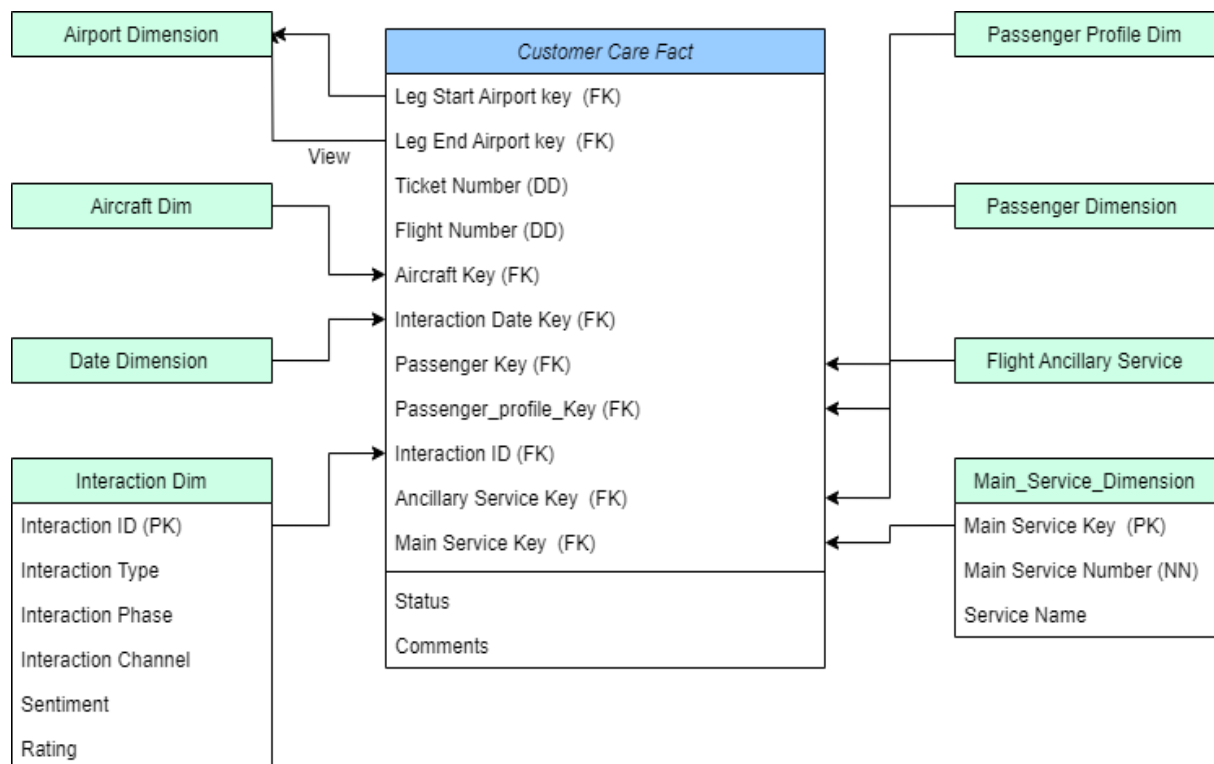 Airport Dimension
Aircraft Dim
Date Dimension
Interaction Dim
Interaction ID (PK)
Interaction Type
Interaction Phase
Interaction Channel
Sentiment
Rating
View
Customer Care Fact
Leg Start Airport key (FK)
Leg End Airport key (FK)
Ticket Number (DD)
Flight Number (DD)
Aircraft Key (FK)
Interaction Date Key (FK)
Passenger Key (FK)
Passenger_profile_Key (FK)
Interaction ID (FK)
Ancillary Service Key (FK)
Main Service Key (FK)
Status
Comments
Passenger Profile Dim
Passenger Dimension
Flight Ancillary Service
Main_Service_Dimension
Main Service Key (PK)
Main Service Number (NN)
Service Name